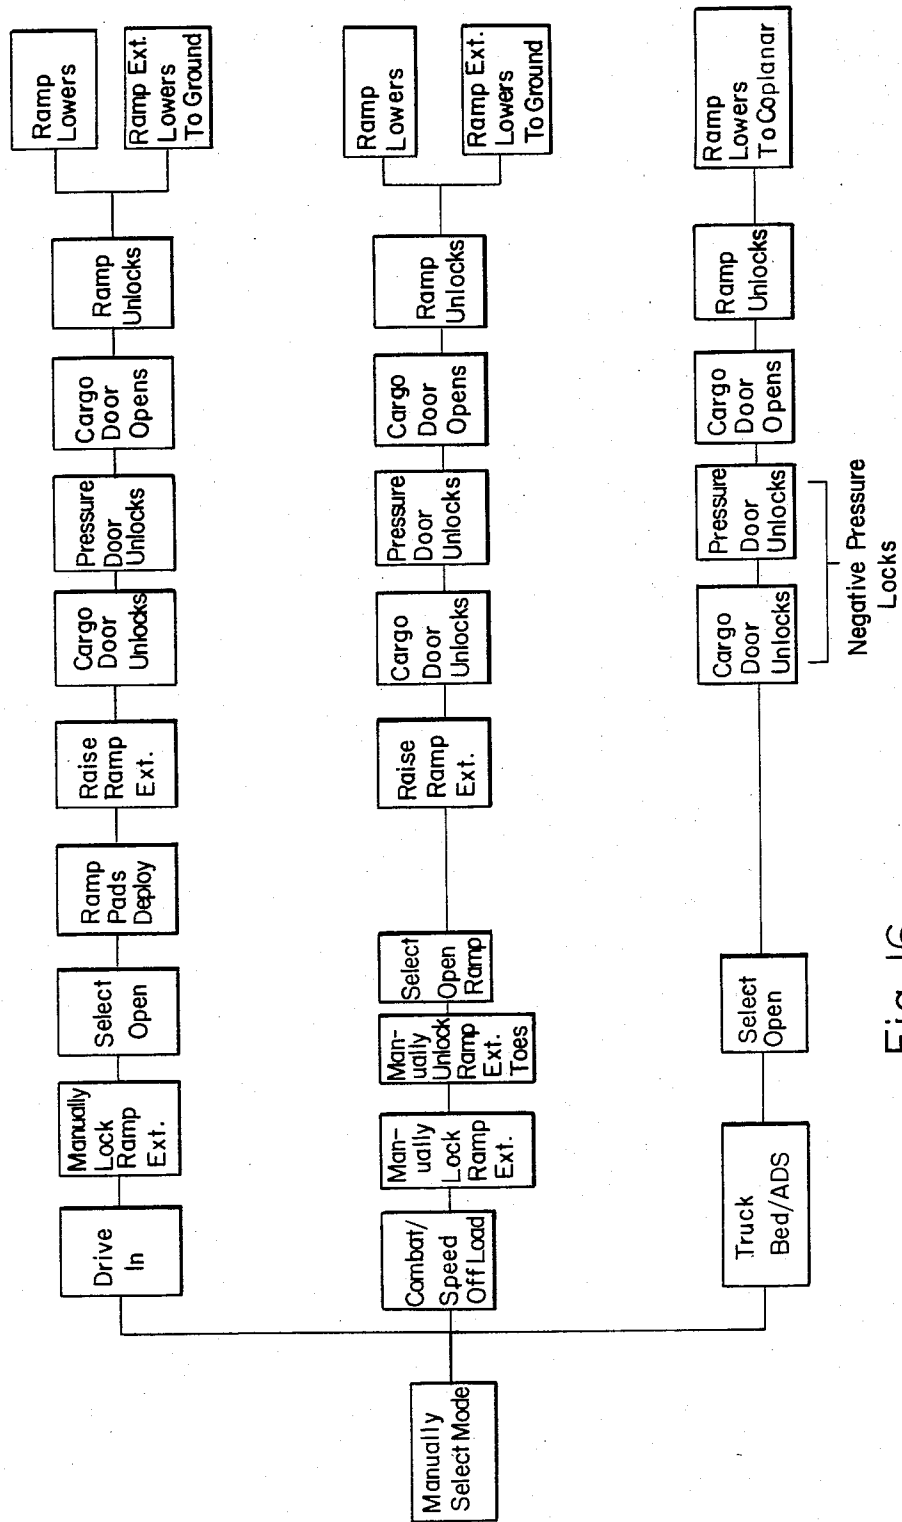 Manually
Select Mode
Drive
In
Manually
Lock
Ramp
Ext.
Select
Open
Ramp
Pads
Deploy
Raise
Ramp
Ext.
Cargo
Door
Unlocks
Pressure
Door
Unlocks
Cargo
Door
Opens
Ramp
Unlocks
Ramp
Lowers
Ramp Ext.
Lowers
To Ground
Combat/
Speed
Off Load
Man-
ually
Lock
Ramp
Ext.
Man-
ually
Unlock
Ramp
Ext.
Toes
Select
Open
Ramp
Raise
Ramp
Ext.
Cargo
Door
Unlocks
Pressure
Door
Unlocks
Cargo
Door
Opens
Ramp
Unlocks
Ramp
Lowers
Ramp Ext.
Lowers
To Ground
Truck
Bed/ADS
Select
Open
Cargo
Door
Unlocks
Pressure
Door
Unlocks
Cargo
Door
Opens
Ramp
Unlocks
Ramp
Lowers
To Coplanar
Negative Pressure
Locks
Fig. 16